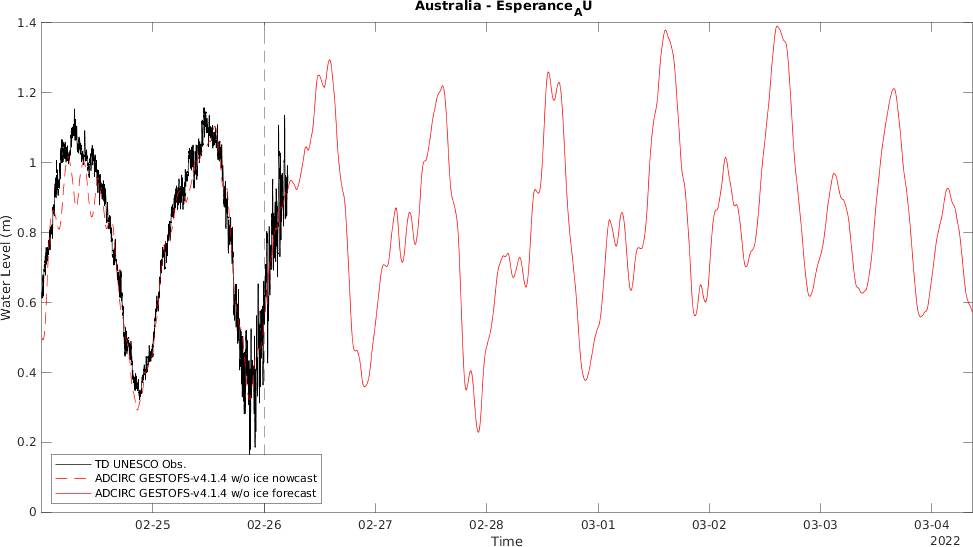 Australia - Esperance_AU
1.4
1.2
1
0.8
0.6
0.4
0.2
0
Water Level (m)
TD UNESCO Obs.
ADCIRC GESTOFS-v4.1.4 w/o ice nowcast
ADCIRC GESTOFS-v4.1.4 w/o ice forecast
02-25 02-26 02-27 02-28 03-01 03-02 03-03 03-04
Time
2022